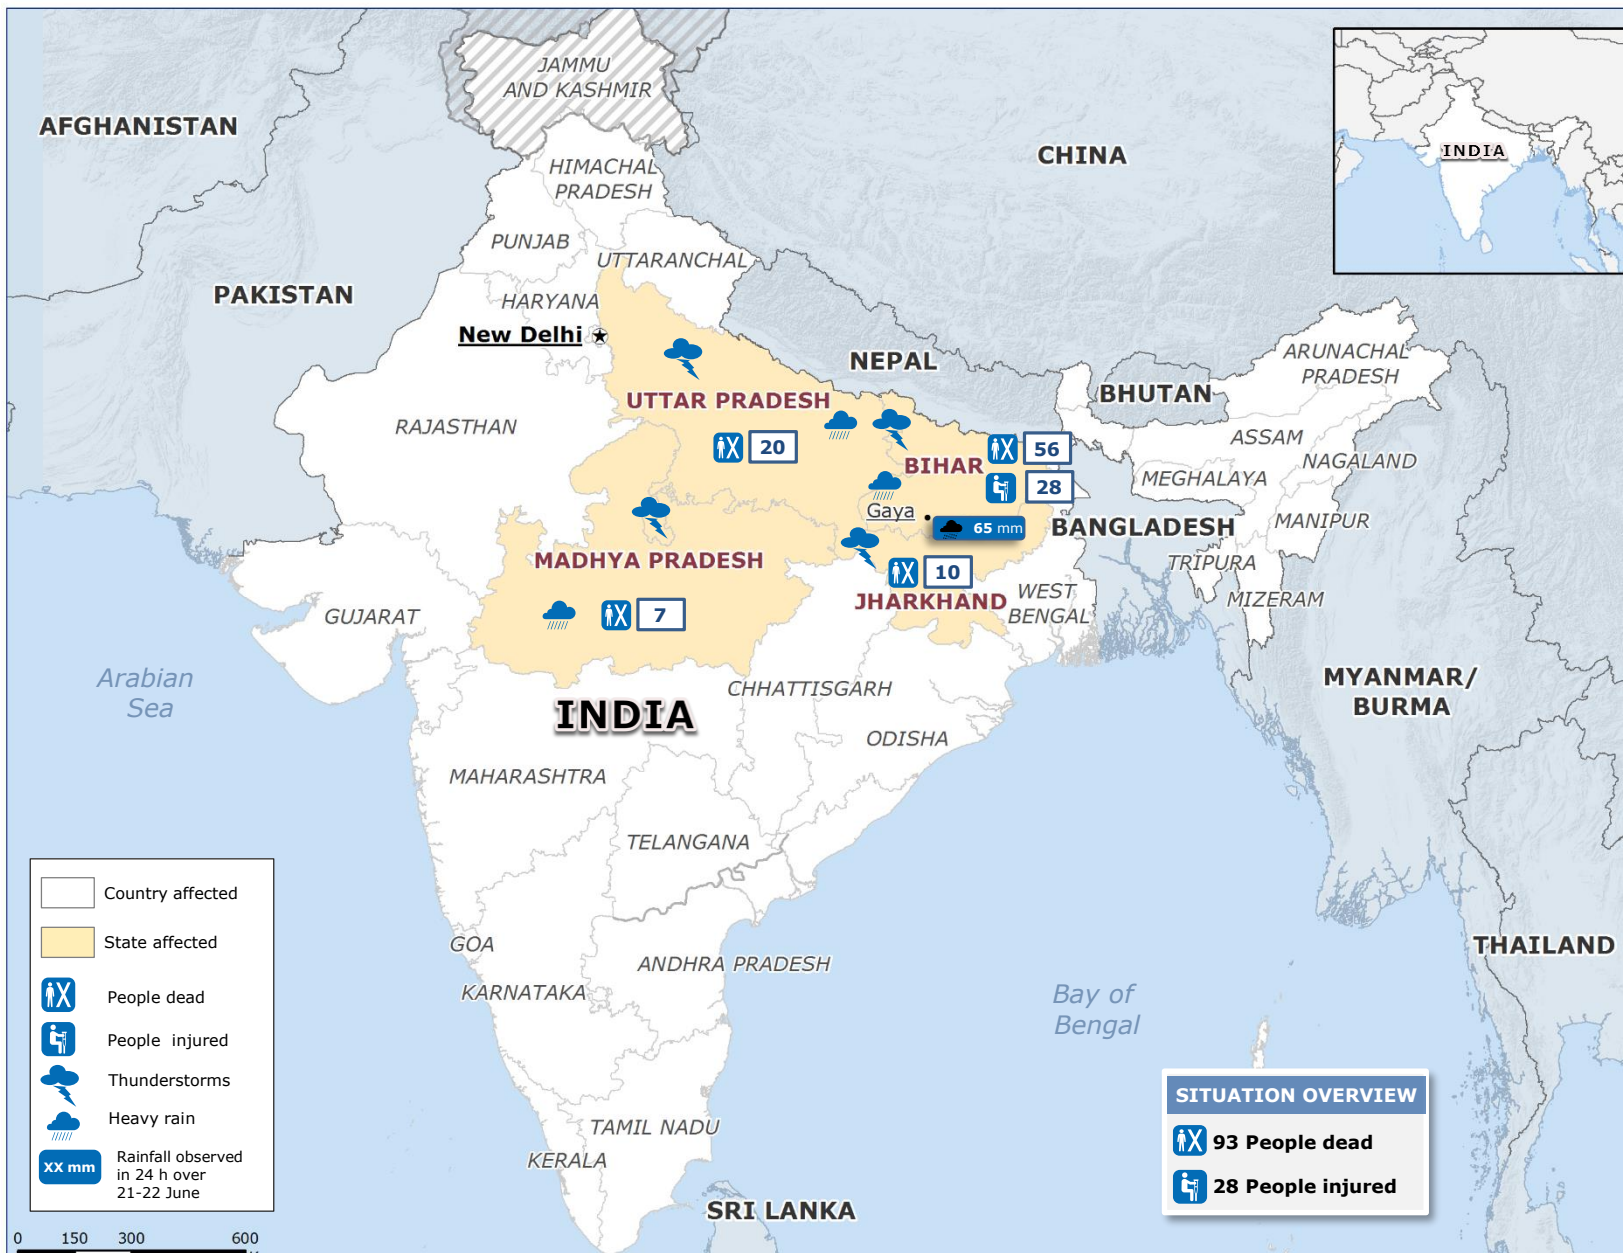 JAMMU
AND KASHMIR
AFGHANISTAN
CHINA
INDIA
HIMACHAL
PRADESH
PUNJAB
UTTARANCHAL
PAKISTAN
HARYANA
New Delhi
NEPAL
ARUNACHAL
PRADESH
BHUTAN
UTTAR PRADESH
RAJASTHAN
ASSAM
20
56
BIHAR
NAGALAND
MEGHALAYA
28
Gaya
65 mm
BANGLADESH
MANIPUR
MADHYA PRADESH
TRIPURA
10
JHARKHAND
WEST
BENGAL
MIZERAM
GUJARAT
7
Arabian
Sea
CHHATTISGARH
MYANMAR/
BURMA
INDIA
ODISHA
MAHARASHTRA
TELANGANA
GOA
ANDHRA PRADESH
THAILAND
KARNATAKA
Bay of
Bengal
TAMIL NADU
KERALA
SRI LANKA
Country affected
State affected
People dead
People injured
Thunderstorms
Heavy rain
XX mm
Rainfall observed
in 24 h over
21-22 June
SITUATION OVERVIEW
93 People dead
28 People injured
0 150 300 600